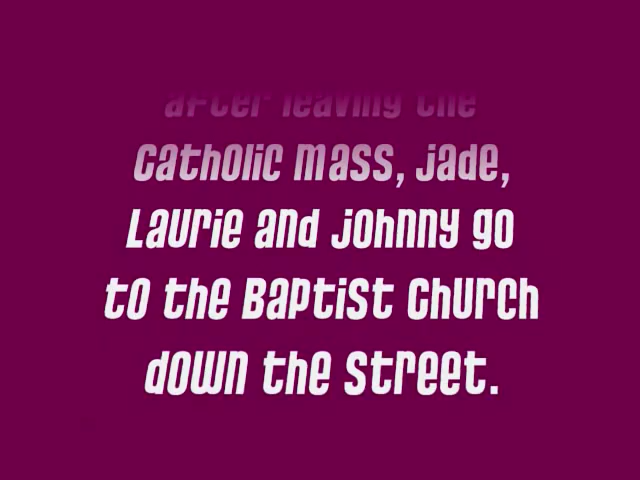 after leaving the
catholic mass, jade,
Laurie and johnny go
to the Baptist church
down the street.